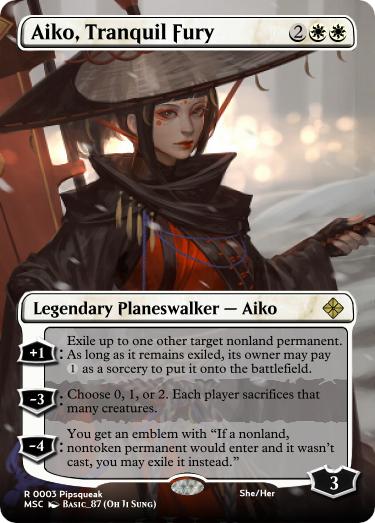 Aiko, Tranquil Fury 2
Legendary Planeswalker — Aiko
+1: Exile up to one other target nonland permanent.
As long as it remains exiled, its owner may pay
1 as a sorcery to put it onto the battlefield.
-3: Choose 0, 1, or 2. Each player sacrifices that
many creatures.
-4: You get an emblem with “If a nonland,
nontoken permanent would enter and it wasn't
cast, you may exile it instead.”
3
R 0003 Pipsqueak She/Her
MSC Basic_87 (Oh Ji Sung)